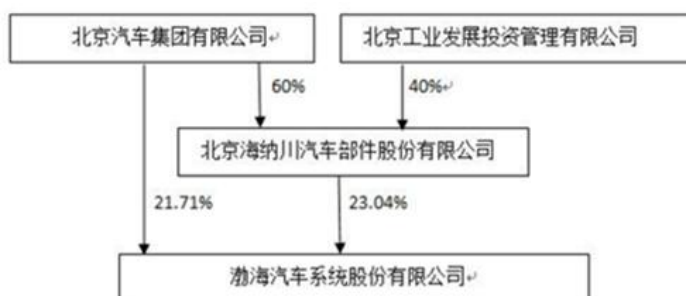 北京汽车集团有限公司
北京工业发展投资管理有限公司
60%
40%
北京海纳川汽车部件股份有限公司
21.71%
23.04%
渤海汽车系统股份有限公司